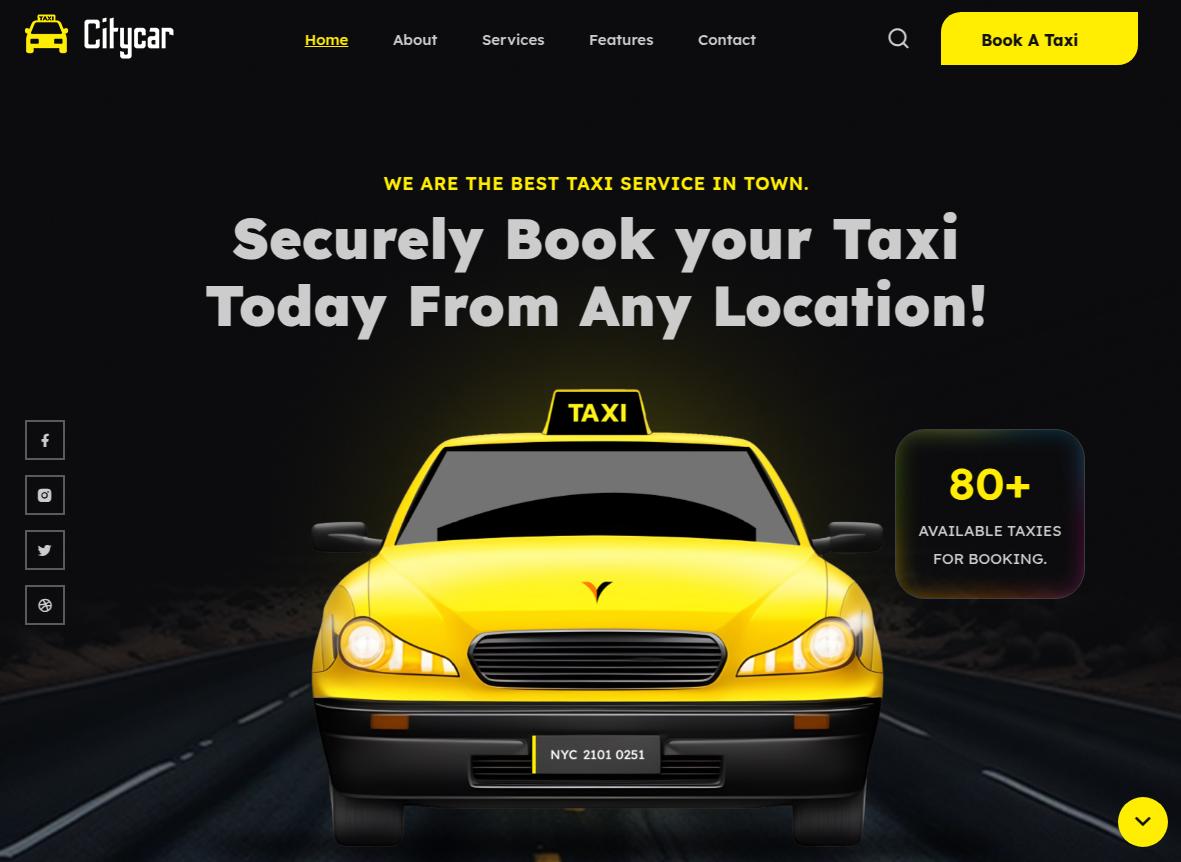 TAXI
Citycar
Home
About
Services
Features
Contact
Book A Taxi
WE ARE THE BEST TAXI SERVICE IN TOWN.
Securely Book your Taxi
Today From Any Location!
TAXI
80+
AVAILABLE TAXIES
FOR BOOKING.
NYC 2101 0251